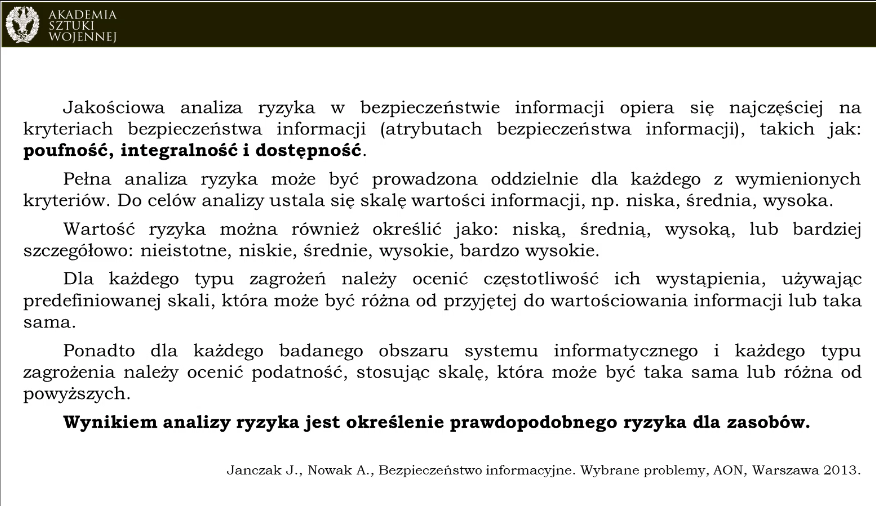 AKADEMIA
SZTUKI
WOJENNEJ
Jakościowa analiza ryzyka w bezpieczeństwie informacji opiera się najczęściej na
kryteriach bezpieczeństwa informacji (atrybutach bezpieczeństwa informacji), takich jak:
poufność, integralność i dostępność.
Pełna analiza ryzyka może być prowadzona oddzielnie dla każdego z wymienionych
kryteriów. Do celów analizy ustala się skalę wartości informacji, np. niska, średnia, wysoka.
Wartość ryzyka można również określić jako: niską, średnią, wysoką, lub bardziej
szczegółowo: nieistotne, niskie, średnie, wysokie, bardzo wysokie.
Dla każdego typu zagrożeń należy ocenić częstotliwość ich wystąpienia, używając
predefiniowanej skali, która może być różna od przyjętej do wartościowania informacji lub taka
sama.
Ponadto dla każdego badanego obszaru systemu informatycznego i każdego typu
zagrożenia należy ocenić podatność, stosując skalę, która może być taka sama lub różna od
powyższych.
Wynikiem analizy ryzyka jest określenie prawdopodobnego ryzyka dla zasobów.
Janczak J., Nowak A., Bezpieczeństwo informacyjne. Wybrane problemy, AON, Warszawa 2013.